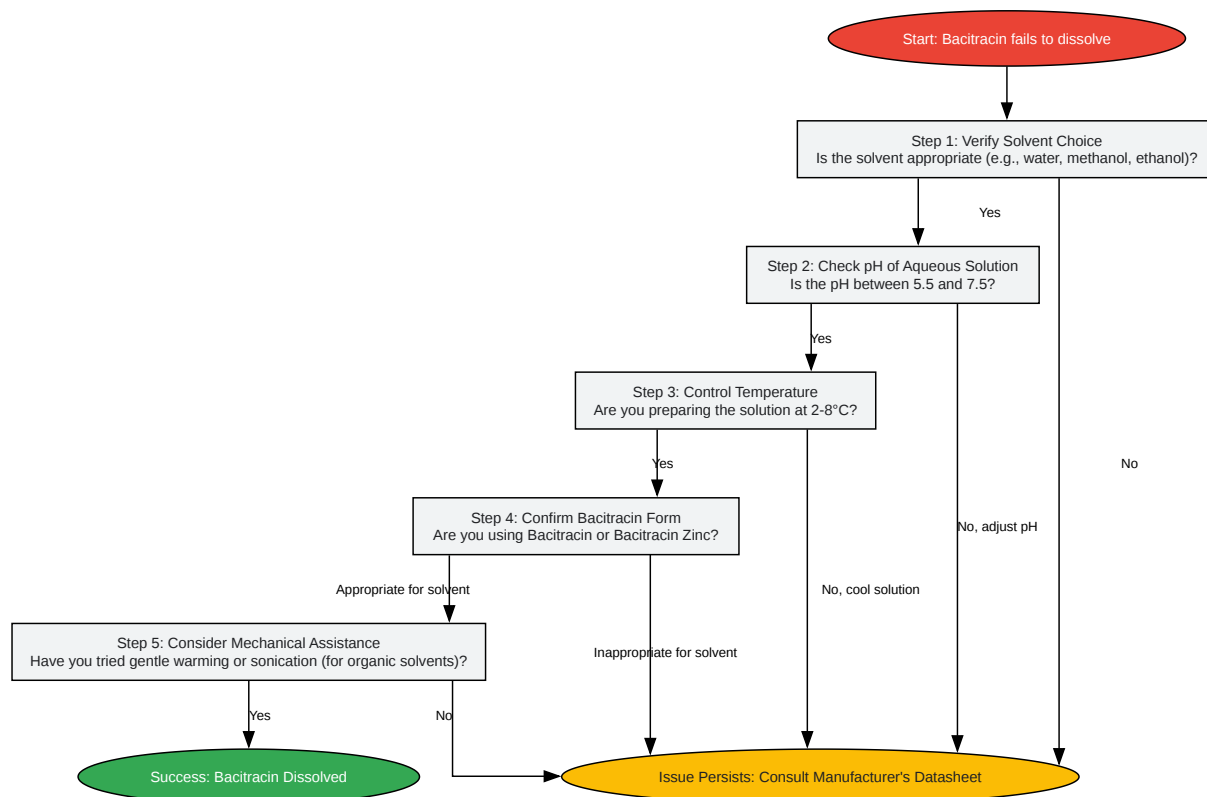 Start: Bacitracin fails to dissolve
Step 1: Verify Solvent Choice
Is the solvent appropriate (e.g., water, methanol, ethanol)?
Yes
Step 2: Check pH of Aqueous Solution
Is the pH between 5.5 and 7.5?
Yes
Step 3: Control Temperature
Are you preparing the solution at 2-8°C?
Yes
No
Step 4: Confirm Bacitracin Form
Are you using Bacitracin or Bacitracin Zinc?
No, adjust pH
Appropriate for solvent
No, cool solution
Step 5: Consider Mechanical Assistance
Have you tried gentle warming or sonication (for organic solvents)?
Inappropriate for solvent
Yes
No
Success: Bacitracin Dissolved
Issue Persists: Consult Manufacturer's Datasheet